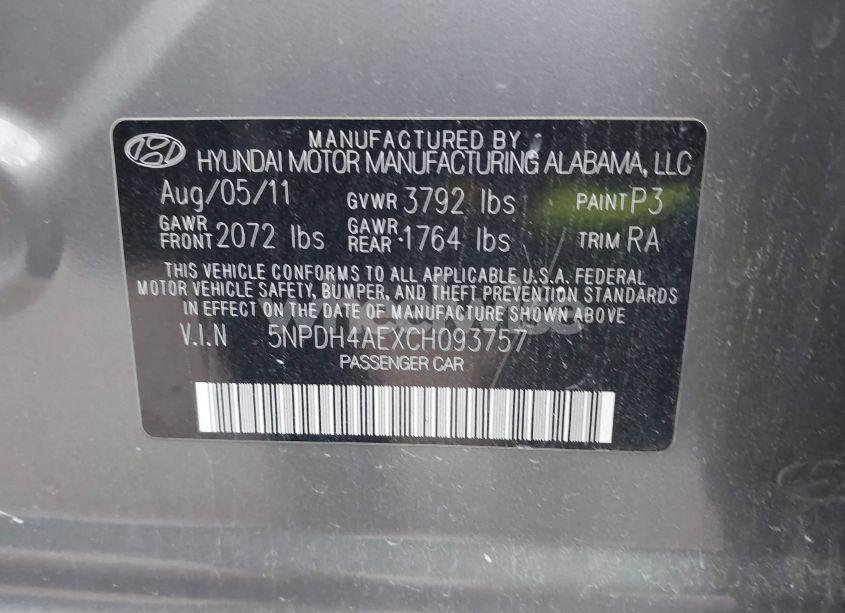 MANUFACTURED BY
HYUNDAI MOTOR MANUFACTURING ALABAMA, LLC
Aug/05/11 GVWR 3792 lbs PAINT P3
GAWR FRONT 2072 lbs GAWR REAR 1764 lbs TRIM RA
THIS VEHICLE CONFORMS TO ALL APPLICABLE U.S.A. FEDERAL
MOTOR VEHICLE SAFETY, BUMPER, AND THEFT PREVENTION STANDARDS
IN EFFECT ON THE DATE OF MANUFACTURE SHOWN ABOVE
V.I.N 5NPDH4AEXCH093757
PASSENGER CAR